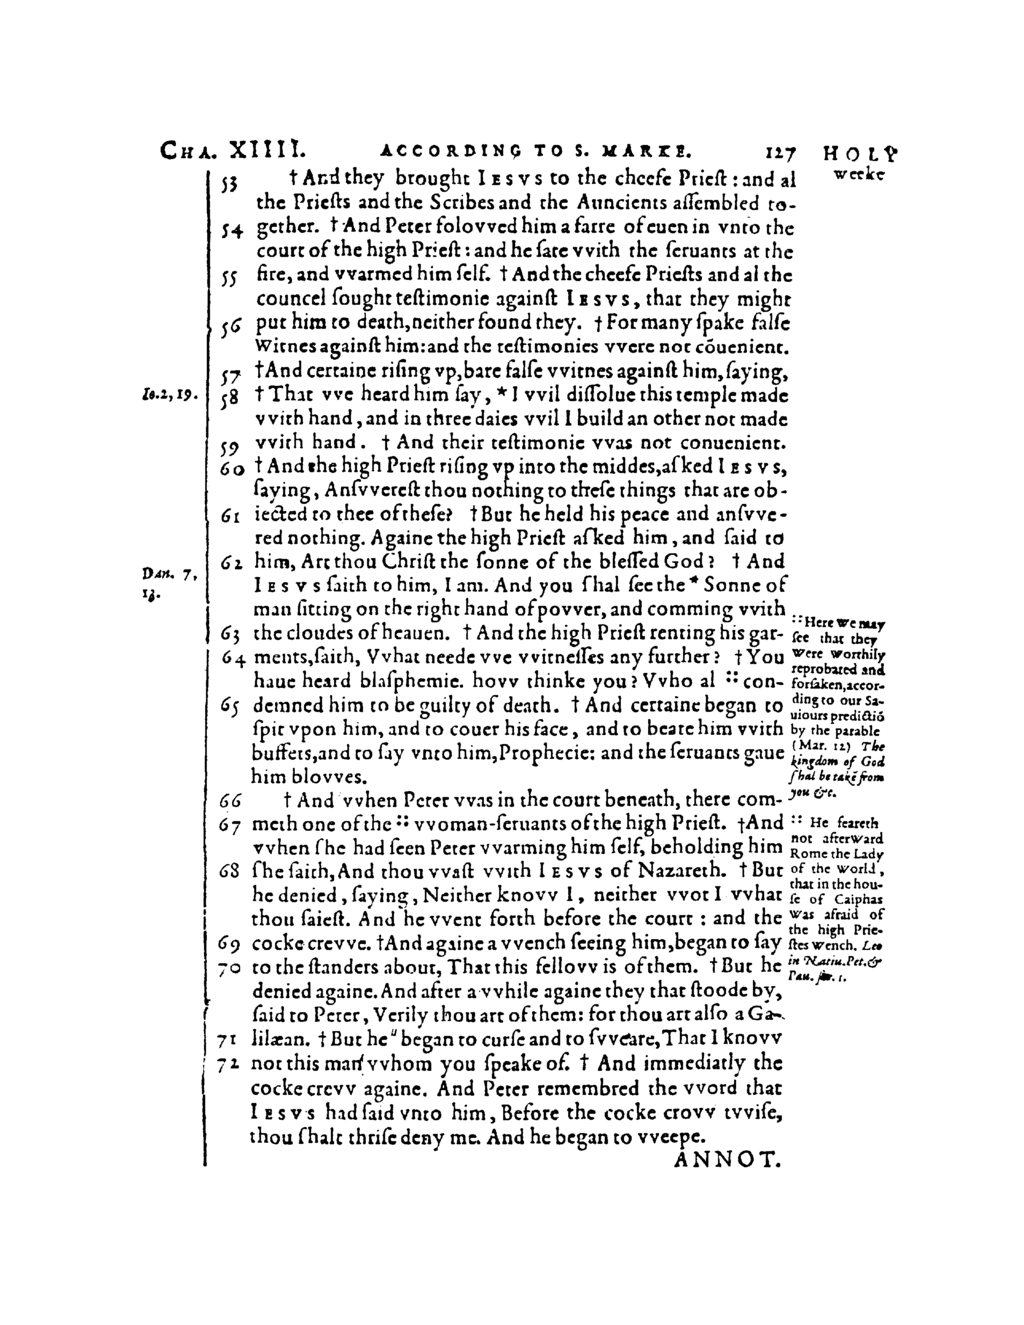 CHA. XIIII. ACCORDING TO S. MARKE. 127 HOLY
weeke
53 † And they brought IESVS to the cheefe Prieſt : and al
the Prieſts and the Scribes and the Auncients aſſembled to-
54 gether. † And Peter folovved him a farre of euen in vnto the
court of the high Prieſt : and he ſate vvith the ſeruants at the
55 fire, and vvarmed him ſelf. † And the cheefe Prieſts and al the
councel ſought teſtimonie againſt IESVS, that they might
56 put him to death, neither found they. † For many ſpake falſe
witnes againſt him: and the teſtimonies vvere not cõuenient.
57 † And certaine riſing vp, bare falſe vvitnes againſt him, ſaying,
Io.2, 19. 58 † That vve heard him ſay, * I vvil diſſolue this temple made
vvith hand, and in three daies vvil I build an other not made
59 vvith hand. † And their teſtimonie vvas not conuenient.
60 † And the high Prieſt riſing vp into the middes, aſked IESVS,
ſaying, Anſvvereſt thou nothing to theſe things that are ob-
61 iected to thee of theſe? † But he held his peace and anſvve-
red nothing. Againe the high Prieſt aſked him, and ſaid to
62 him, Art thou Chriſt the ſonne of the bleſſed God? † And
Dan. 7, 13. IESVS ſaith to him, I am. And you ſhal ſee the * Sonne of
man ſitting on the right hand of povver, and comming vvith
63 the cloudes of heauen. † And the high Prieſt renting his gar-
64 ments, ſaith, Vvhat neede vve vvitneſſes any further? † You
haue heard blaſphemie. hovv thinke you? Vvho al :: con-
65 demned him to be guilty of death. † And certaine began to
ſpit vpon him, and to couer his face, and to beate him vvith
buffets, and to ſay vnto him, Prophecie: and the ſeruants gaue
him blovves.
66 † And vvhen Peter vvas in the court beneath, there com-
67 meth one of the :: vvoman-ſeruants of the high Prieſt. † And
vvhen ſhe had ſeen Peter vvarming him ſelf, beholding him
68 ſhe ſaith, And thou vvaſt vvith IESVS of Nazareth. † But
he denied, ſaying, Neither knovv I, neither vvot I vvhat
thou ſaieſt. And he vvent forth before the court : and the
69 cocke crevve. † And againe a vvench ſeeing him, began to ſay
70 to the ſtanders about, That this fellovv is of them. † But he
denied againe. And after a vvhile againe they that ſtoode by,
ſaid to Peter, Verily thou art of them: for thou art alſo a Ga-
71 lilæan. † But he " began to curſe and to ſvveare, That I knovv
72 not this man vvhom you ſpeake of. † And immediatly the
cocke crevv againe. And Peter remembred the vvord that
IESVS had ſaid vnto him, Before the cocke crovv tvviſe,
thou ſhalt thriſe deny me. And he began to vveepe.
ANNOT.
:: Here we may
ſee that they
were worthily
reprobated and
forſaken, accor-
ding to our Sa-
uiours predictiõ
by the parable
(Mar. 12) The
kingdom of God
ſhal be takẽ from
you &c.
:: He feareth
not afterward
Rome the Lady
of the world,
that in the hou-
ſe of Caiphas
was afraid of
the high Prie-
ſtes wench. Leo
in Natiu. Pet. &
Pau. ſer. 1.